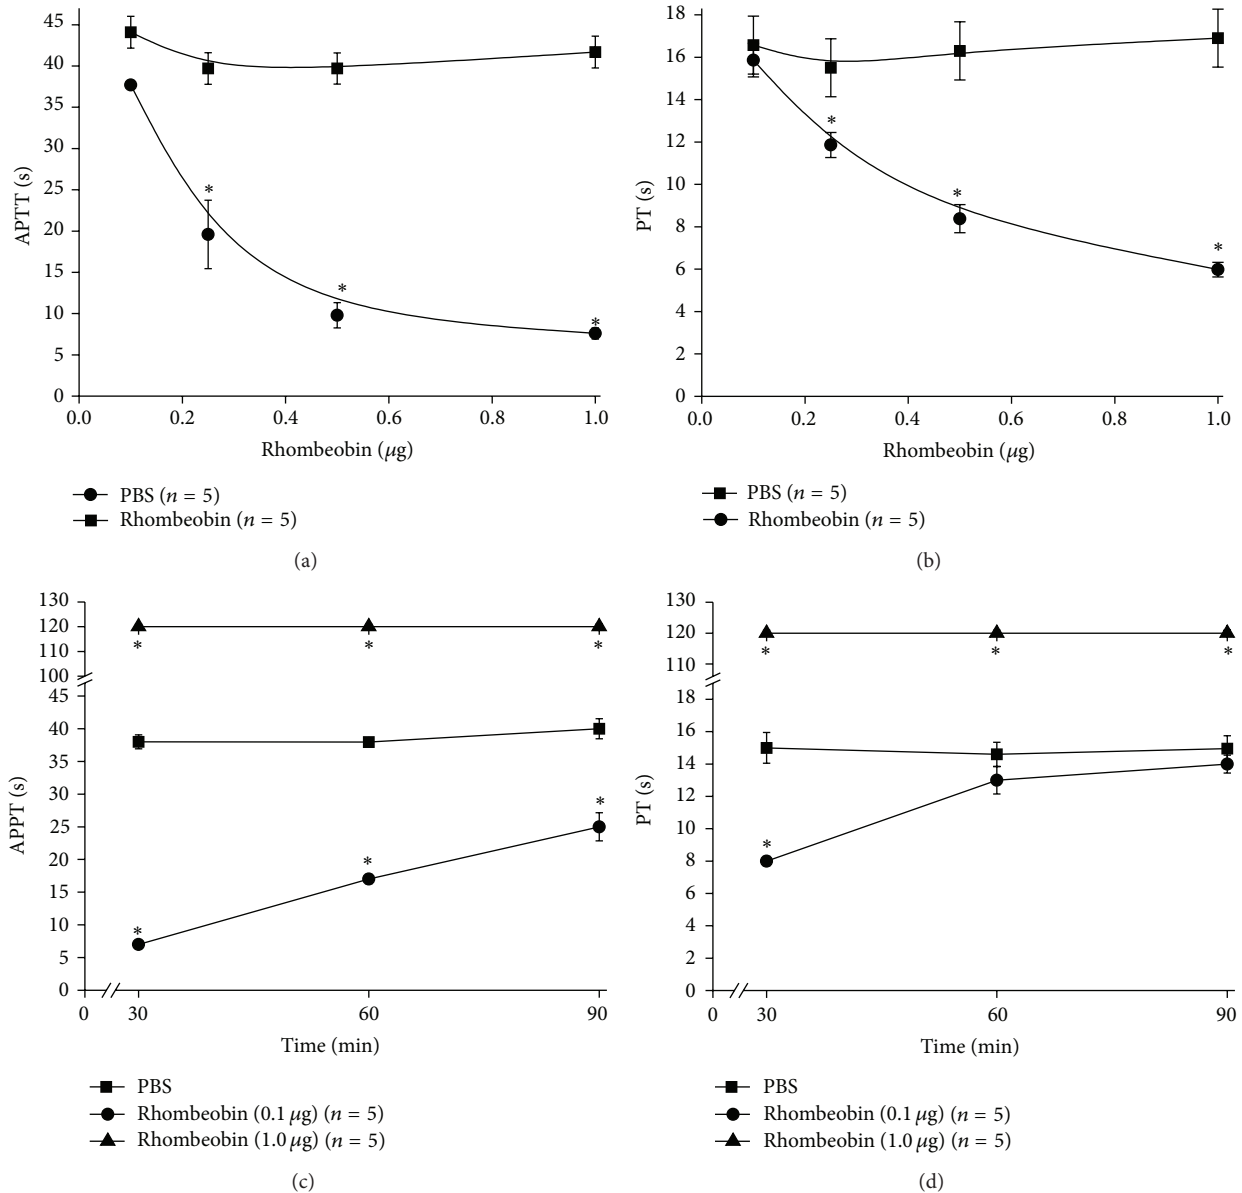 45
40
35
30
25
20
15
10
5
0
APTT (s)
*
*
*
0.0 0.2 0.4 0.6 0.8 1.0
Rhombeobin (μg)
PBS (n = 5)
Rhombeobin (n = 5)
(a)
18
16
14
12
10
8
6
4
2
0
PT (s)
*
*
*
0.0 0.2 0.4 0.6 0.8 1.0
Rhombeobin (μg)
PBS (n = 5)
Rhombeobin (n = 5)
(b)
130
120
110
100
45
40
35
30
25
20
15
10
5
0
APPT (s)
* * *
*
*
*
0 30 60 90
Time (min)
PBS
Rhombeobin (0.1 μg) (n = 5)
Rhombeobin (1.0 μg) (n = 5)
(c)
130
120
110
18
16
14
12
10
8
6
4
2
0
PT (s)
* * *
*
0 30 60 90
Time (min)
PBS
Rhombeobin (0.1 μg) (n = 5)
Rhombeobin (1.0 μg) (n = 5)
(d)